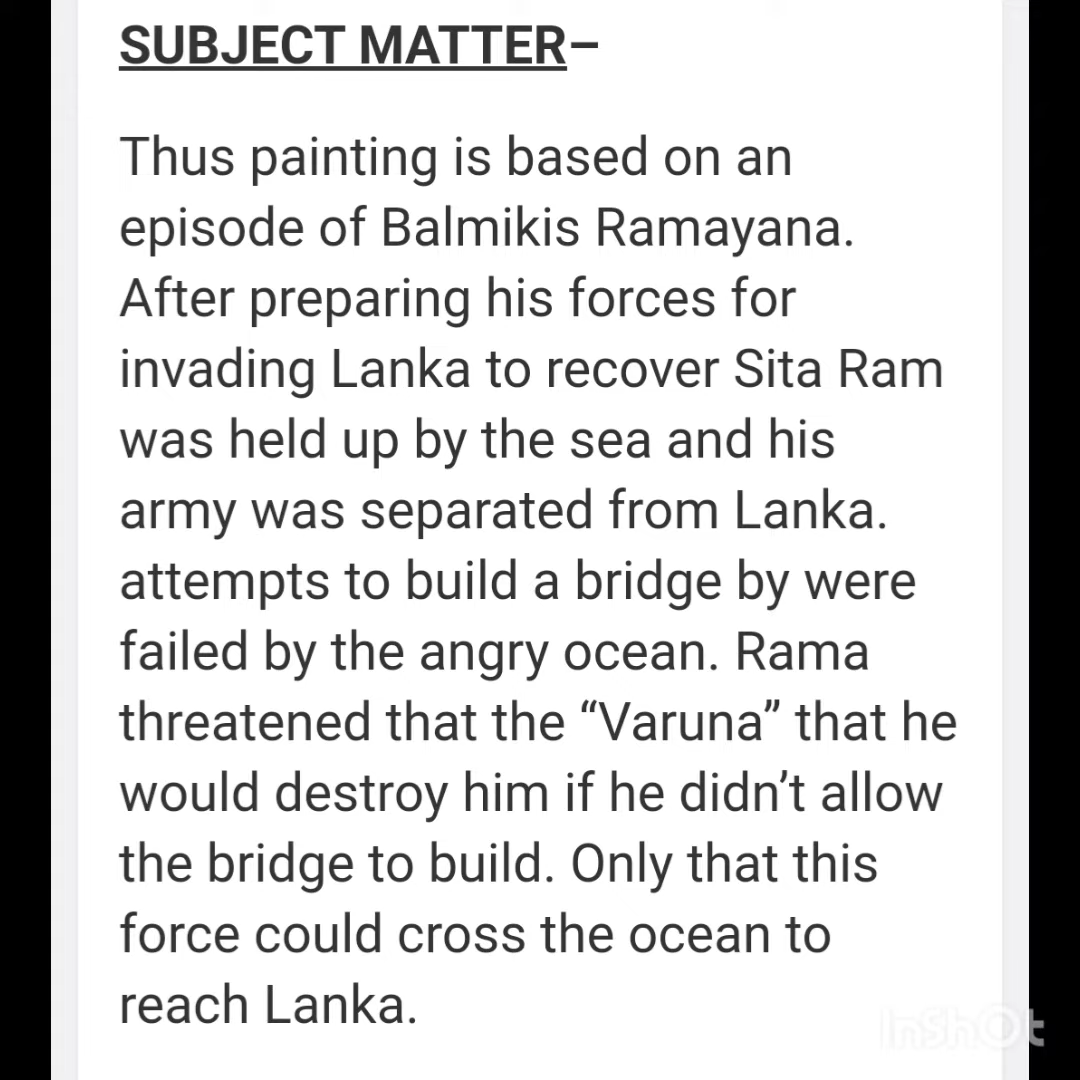 SUBJECT MATTER–
Thus painting is based on an
episode of Balmikis Ramayana.
After preparing his forces for
invading Lanka to recover Sita Ram
was held up by the sea and his
army was separated from Lanka.
attempts to build a bridge by were
failed by the angry ocean. Rama
threatened that the “Varuna” that he
would destroy him if he didn’t allow
the bridge to build. Only that this
force could cross the ocean to
reach Lanka.
InShOt